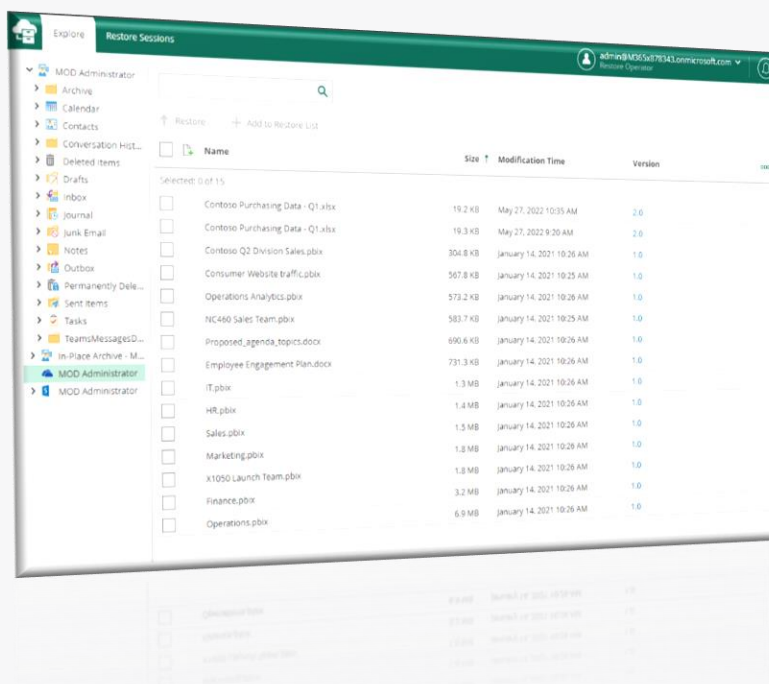 Explore
Restore Sessions
admin@M365x878343.onmicrosoft.com
Restore Operator
MOD Administrator
Archive
Calendar
Contacts
Conversation Hist...
Deleted Items
Drafts
Inbox
Journal
Junk Email
Notes
Outbox
Permanently Dele...
Sent Items
Tasks
TeamsMessagesD...
In-Place Archive - M...
MOD Administrator
MOD Administrator
Restore
Add to Restore List
Name Size Modification Time Version
Selected: 0 of 15
Contoso Purchasing Data - Q1.xlsx 19.2 KB May 27, 2022 10:35 AM 2.0
Contoso Purchasing Data - Q1.xlsx 19.3 KB May 27, 2022 9:20 AM 2.0
Contoso Q2 Division Sales.pbix 304.8 KB January 14, 2021 10:26 AM 1.0
Consumer Website traffic.pbix 567.8 KB January 14, 2021 10:25 AM 1.0
Operations Analytics.pbix 573.2 KB January 14, 2021 10:26 AM 1.0
NC460 Sales Team.pbix 583.7 KB January 14, 2021 10:25 AM 1.0
Proposed_agenda_topics.docx 690.6 KB January 14, 2021 10:26 AM 1.0
Employee Engagement Plan.docx 731.3 KB January 14, 2021 10:26 AM 1.0
IT.pbix 1.3 MB January 14, 2021 10:26 AM 1.0
HR.pbix 1.4 MB January 14, 2021 10:26 AM 1.0
Sales.pbix 1.5 MB January 14, 2021 10:26 AM 1.0
Marketing.pbix 1.8 MB January 14, 2021 10:26 AM 1.0
X1050 Launch Team.pbix 1.8 MB January 14, 2021 10:26 AM 1.0
Finance.pbix 3.2 MB January 14, 2021 10:26 AM 1.0
Operations.pbix 6.9 MB January 14, 2021 10:26 AM 1.0